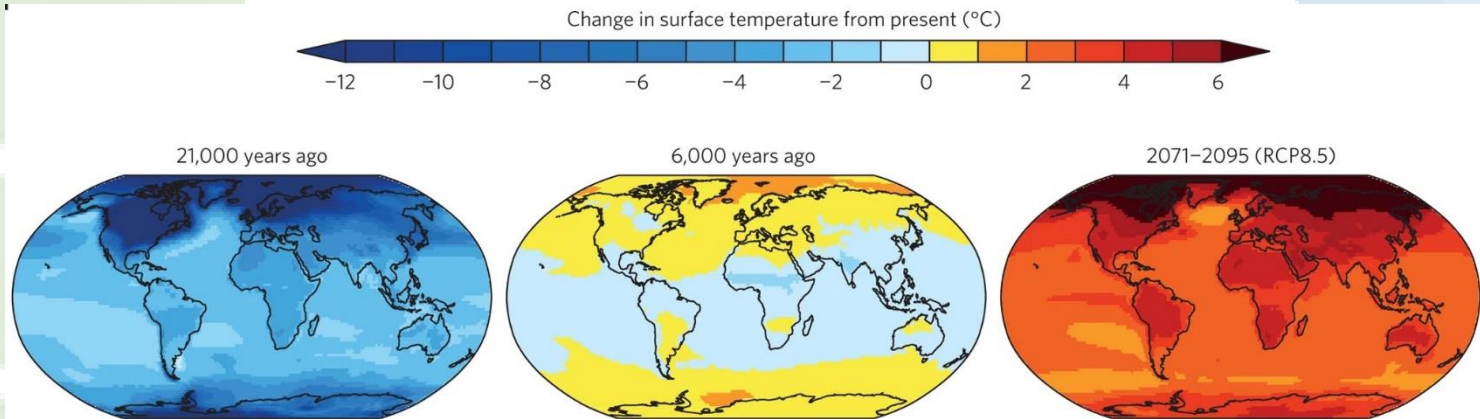 Change in surface temperature from present (°C)
−12 −10 −8 −6 −4 −2 0 2 4 6
21,000 years ago 6,000 years ago 2071–2095 (RCP8.5)